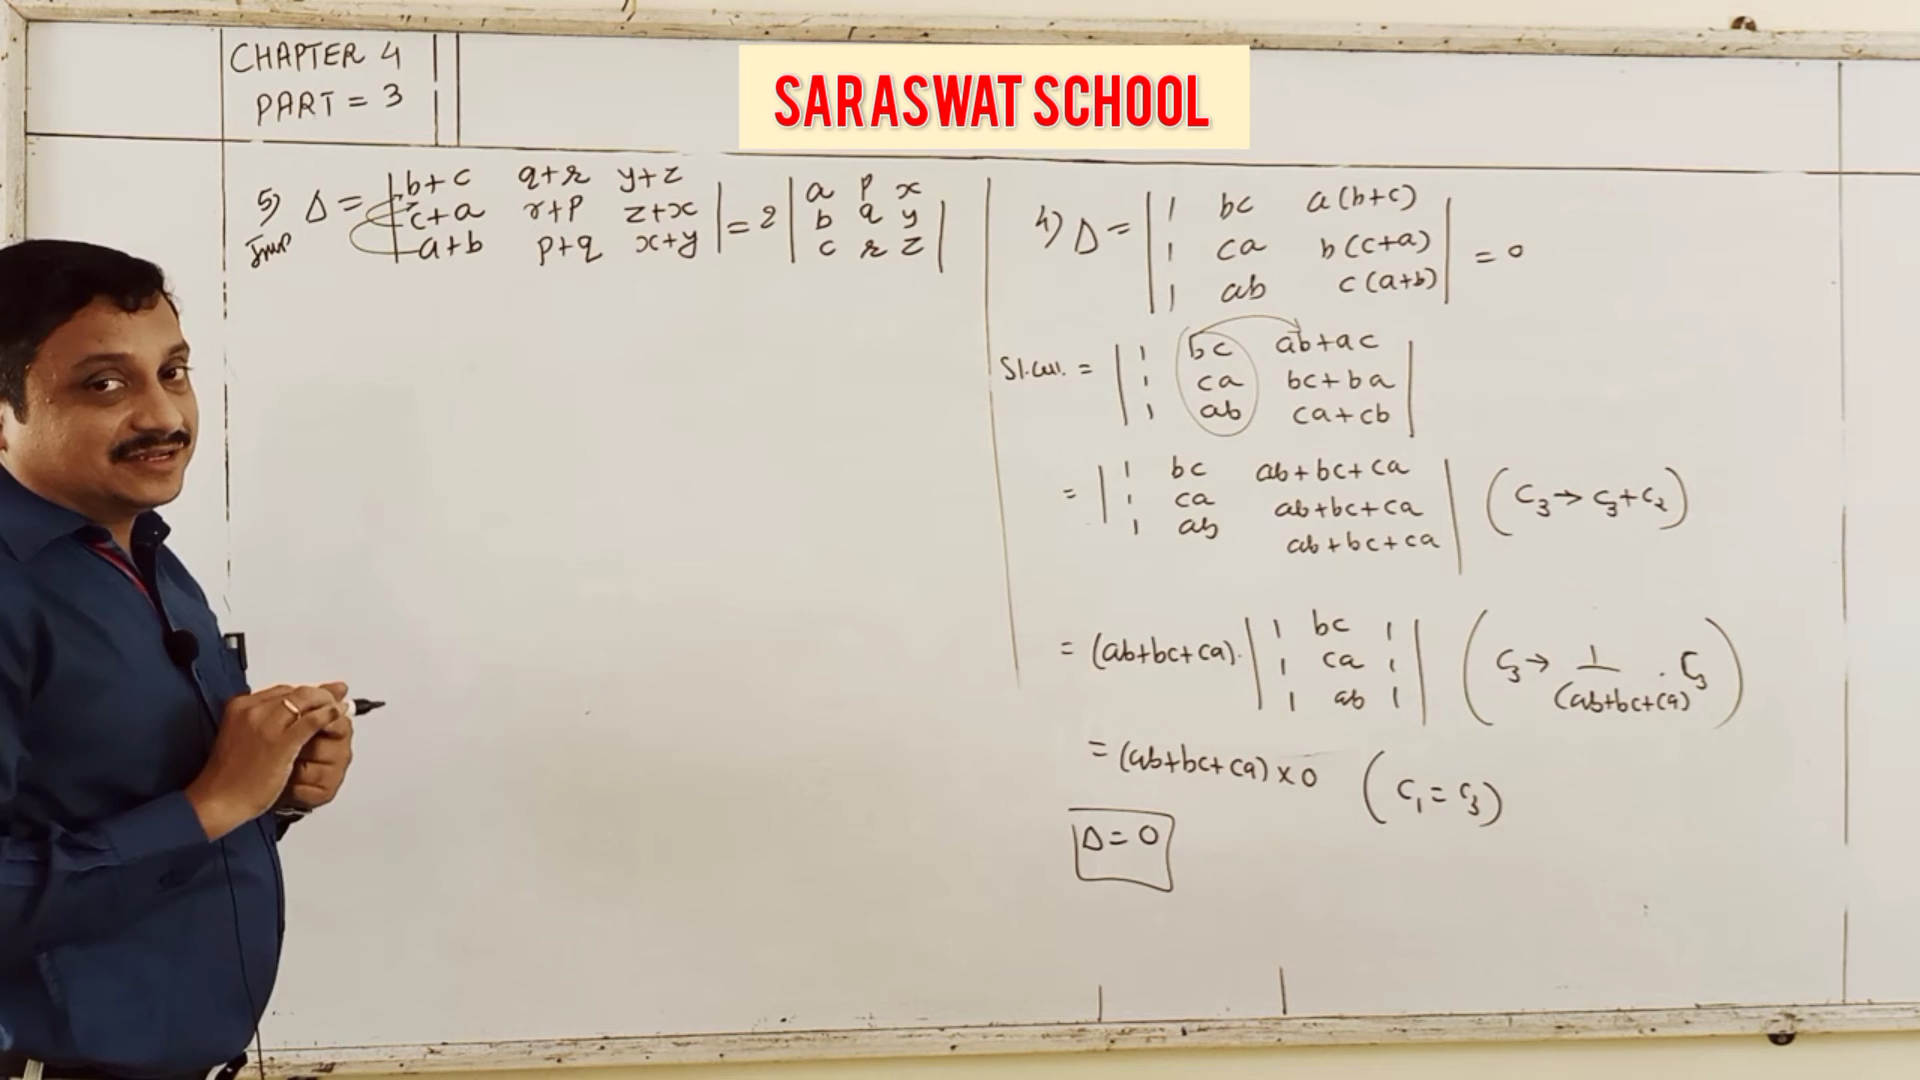 CHAPTER 4
PART = 3
SARASWAT SCHOOL
5) Δ = | b+c q+r y+z |
Imp | c+a r+p z+x | = 2 | a p x |
| a+b p+q x+y | | b q y |
| c r z |
4) Δ = | 1 bc a(b+c) |
| 1 ca b(c+a) | = 0
| 1 ab c(a+b) |
= | 1 bc ab+ac |
| 1 ca bc+ba |
| 1 ab ca+cb |
= | 1 bc ab+bc+ca |
| 1 ca ab+bc+ca | (C3→C3+C2)
| 1 ab ab+bc+ca |
= (ab+bc+ca). | 1 bc 1 |
| 1 ca 1 | (C3→ 1/(ab+bc+ca) . C3)
| 1 ab 1 |
= (ab+bc+ca) × 0 (C1 = C3)
Δ = 0